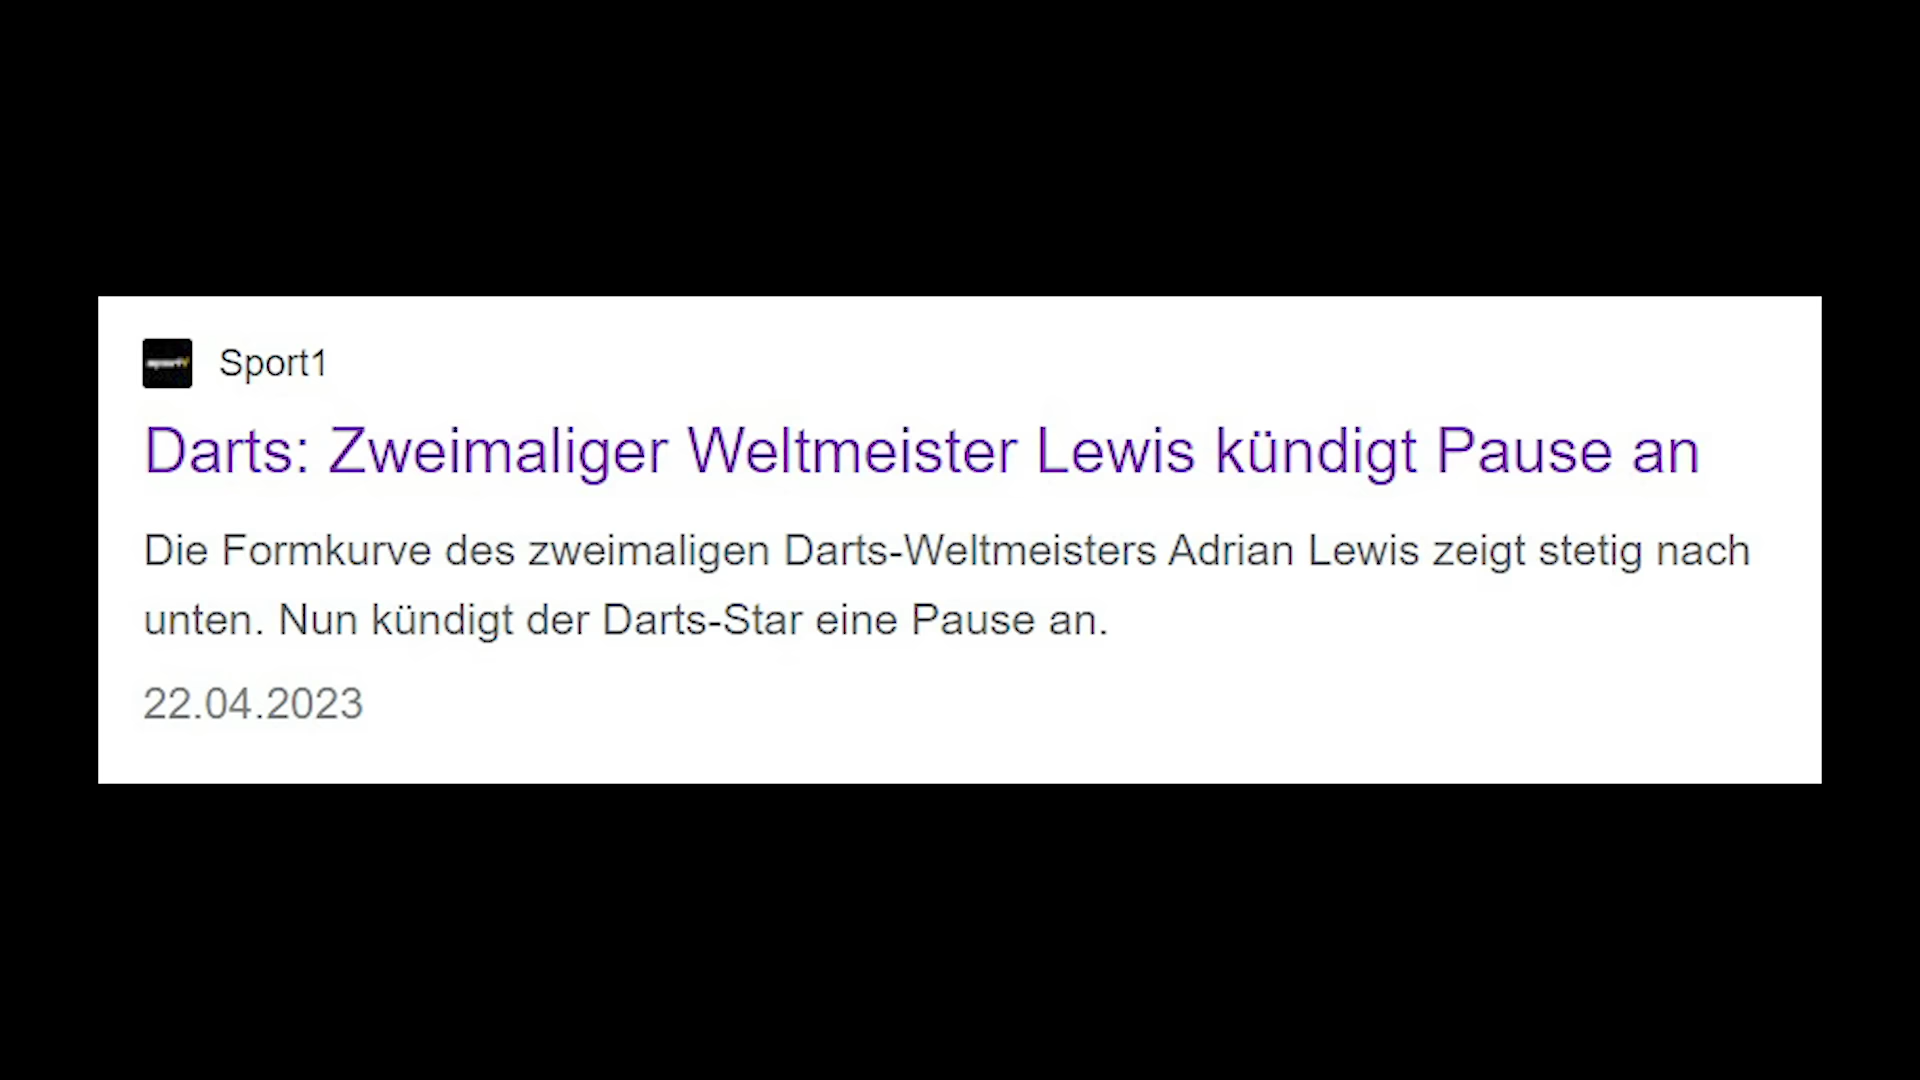 Sport1
Darts: Zweimaliger Weltmeister Lewis kündigt Pause an
Die Formkurve des zweimaligen Darts-Weltmeisters Adrian Lewis zeigt stetig nach
unten. Nun kündigt der Darts-Star eine Pause an.
22.04.2023